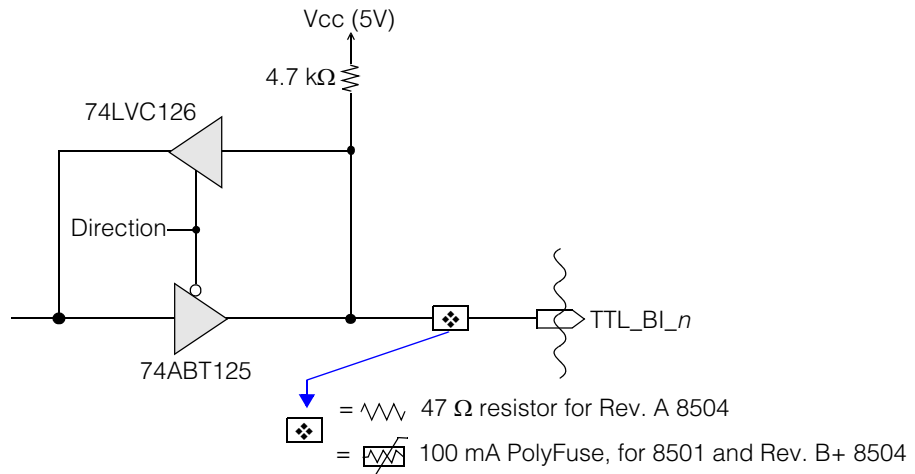 Vcc (5V)
4.7 kΩ
74LVC126
Direction
TTL_BI_n
74ABT125
= 47 Ω resistor for Rev. A 8504
= 100 mA PolyFuse, for 8501 and Rev. B+ 8504